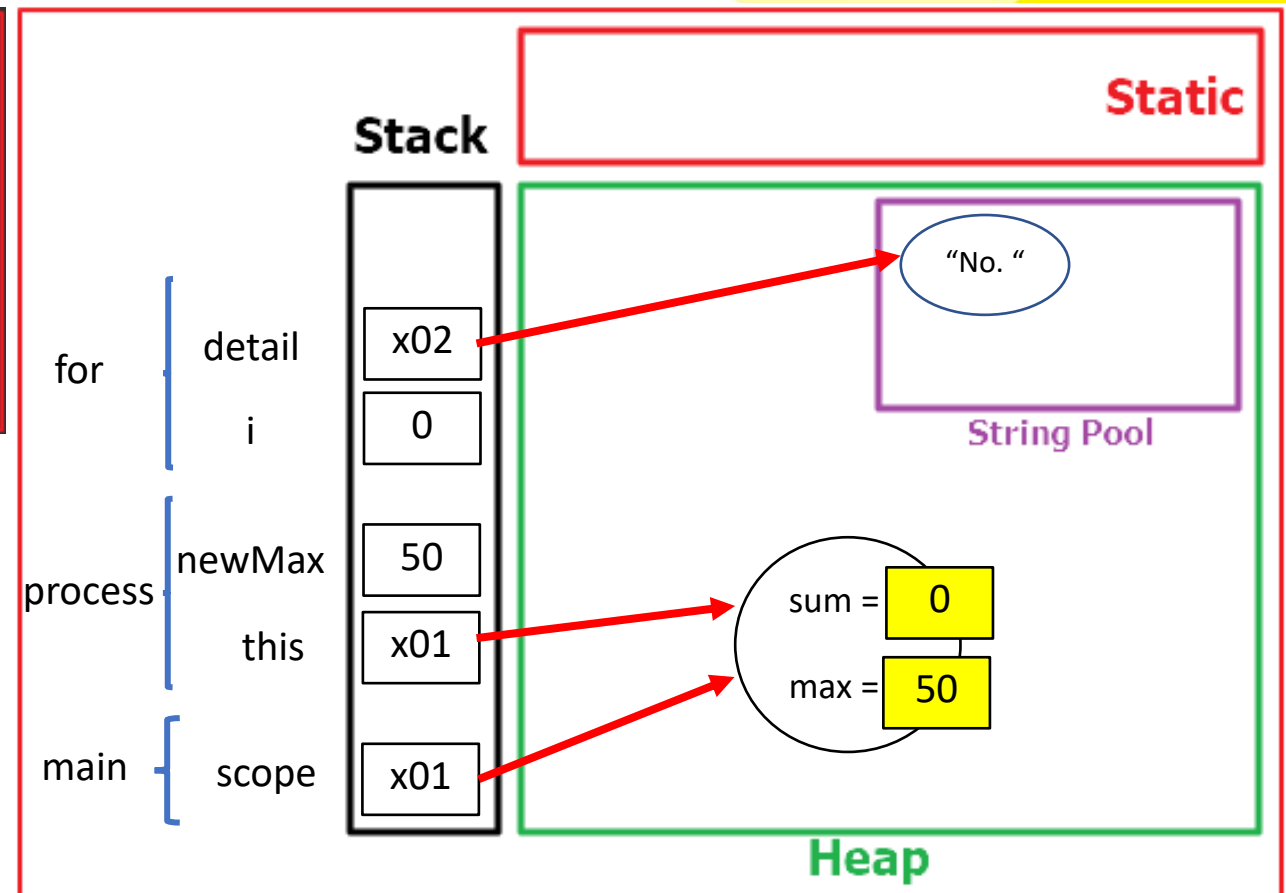 Static
Stack
“No. “
for
detail
x02
i
0
String Pool
process
newMax
50
this
x01
sum =
0
max =
50
main
scope
x01
Heap